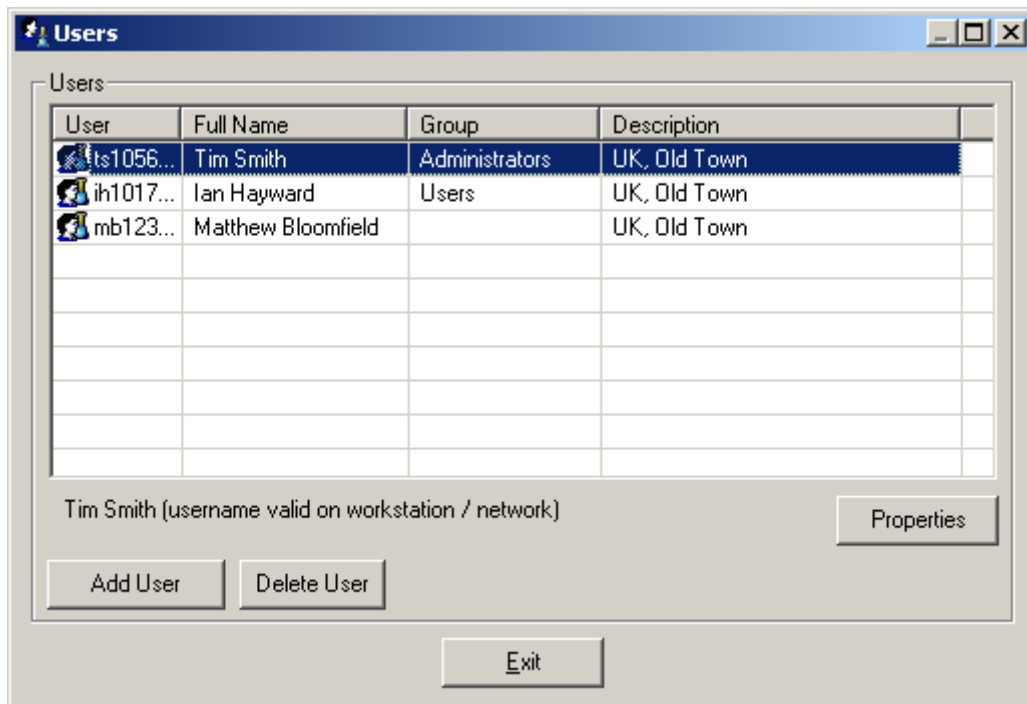 Users
Users
User Full Name Group Description
ts1056... Tim Smith Administrators UK, Old Town
ih1017... Ian Hayward Users UK, Old Town
mb123... Matthew Bloomfield UK, Old Town
Tim Smith (username valid on workstation / network)
Properties
Add User Delete User
Exit